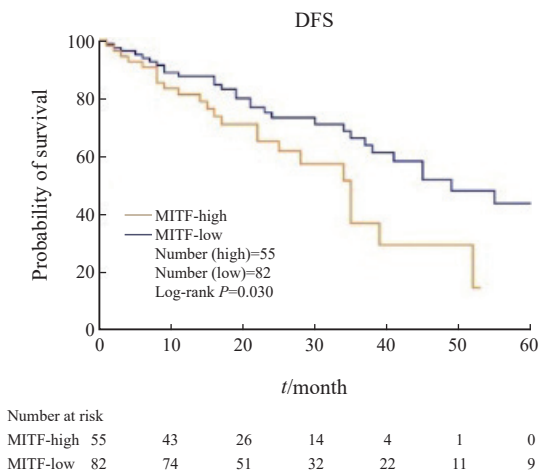 DFS
Probability of survival
100
80
60
40
20
0
MITF-high
MITF-low
Number (high)=55
Number (low)=82
Log-rank P=0.030
0 10 20 30 40 50 60
t/month
Number at risk
MITF-high 55 43 26 14 4 1 0
MITF-low 82 74 51 32 22 11 9